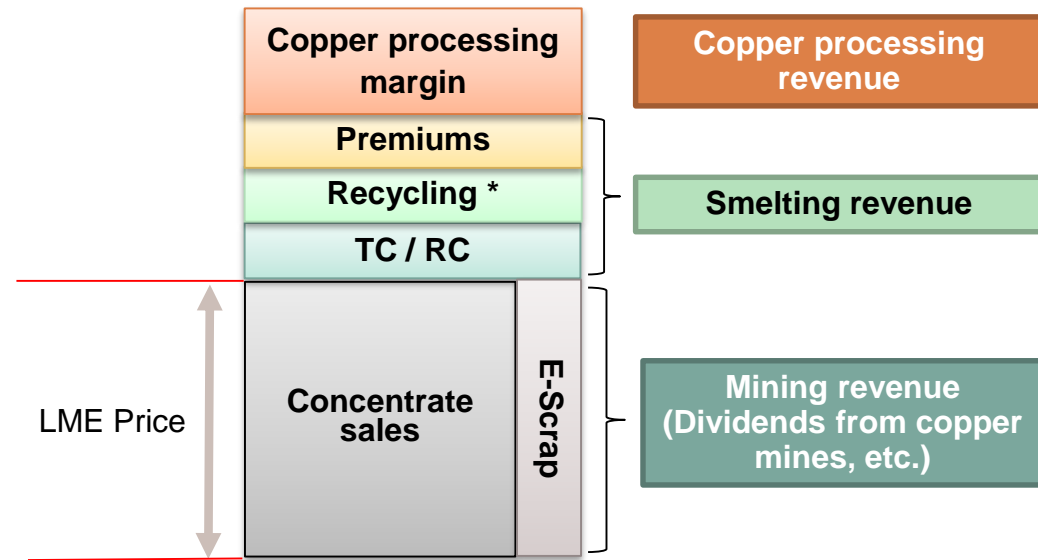 Copper processing
margin
Copper processing
revenue
Premiums
Recycling *
Smelting revenue
TC / RC
LME Price
Concentrate
sales
E-Scrap
Mining revenue
(Dividends from copper
mines, etc.)